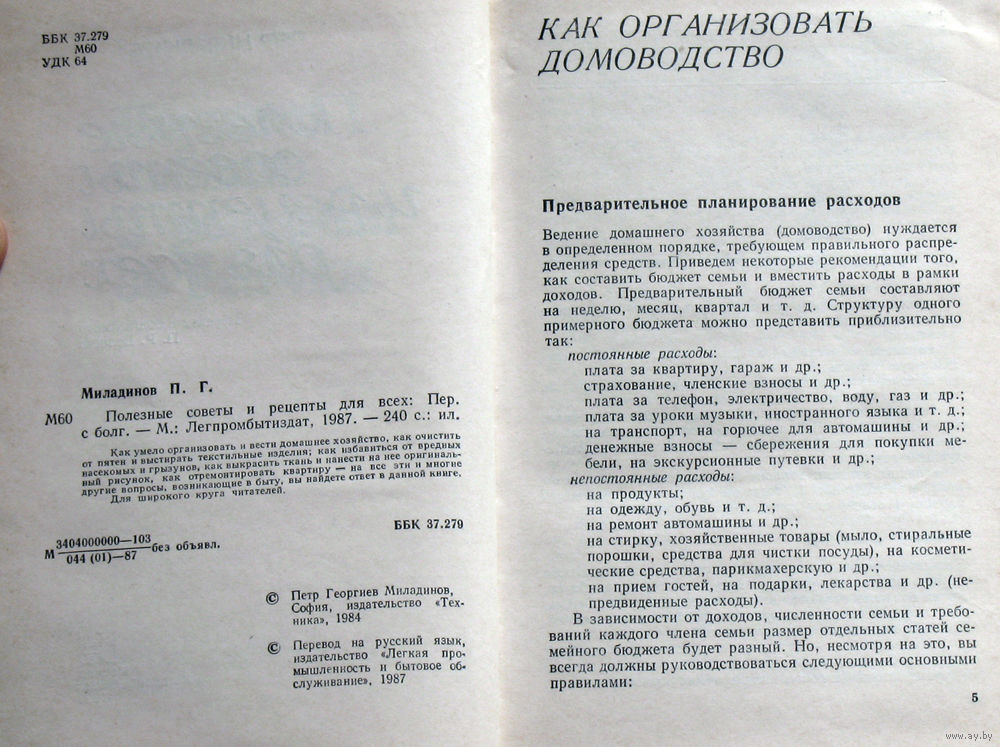 ББК 37.279
М60
УДК 64
Миладинов П. Г.
М60 Полезные советы и рецепты для всех: Пер.
с болг. — М.: Легпромбытиздат, 1987. — 240 с.: ил.
Как умело организовать и вести домашнее хозяйство, как очистить
от пятен и выстирать текстильные изделия; как избавиться от вредных
насекомых и грызунов, как выкрасить ткань и нанести на нее оригиналь-
ный рисунок, как отремонтировать квартиру — на все эти и многие
другие вопросы, возникающие в быту, вы найдете ответ в данной книге.
Для широкого круга читателей.
ББК 37.279
3404000000—103
М без объявл.
044 (01)—87
© Петр Георгиев Миладинов,
София, издательство «Тех-
ника», 1984
© Перевод на русский язык,
издательство «Легкая про-
мышленность и бытовое об-
служивание», 1987
КАК ОРГАНИЗОВАТЬ
ДОМОВОДСТВО
Предварительное планирование расходов
Ведение домашнего хозяйства (домоводство) нуждается
в определенном порядке, требующем правильного распре-
деления средств. Приведем некоторые рекомендации того,
как составить бюджет семьи и вместить расходы в рамки
доходов. Предварительный бюджет семьи составляют
на неделю, месяц, квартал и т. д. Структуру одного
примерного бюджета можно представить приблизительно
так:
постоянные расходы:
плата за квартиру, гараж и др.;
страхование, членские взносы и др.;
плата за телефон, электричество, воду, газ и др.;
плата за уроки музыки, иностранного языка и т. д.;
на транспорт, на горючее для автомашины и др.;
денежные взносы — сбережения для покупки ме-
бели, на экскурсионные путевки и др.;
непостоянные расходы:
на продукты;
на одежду, обувь и т. д.;
на ремонт автомашины и др.;
на стирку, хозяйственные товары (мыло, стиральные
порошки, средства для чистки посуды), на космети-
ческие средства, парикмахерскую и др.;
на прием гостей, на подарки, лекарства и др. (не-
предвиденные расходы).
В зависимости от доходов, численности семьи и требо-
ваний каждого члена семьи размер отдельных статей се-
мейного бюджета будет разный. Но, несмотря на это, вы
всегда должны руководствоваться следующими основными
правилами:
5
www.ay.by